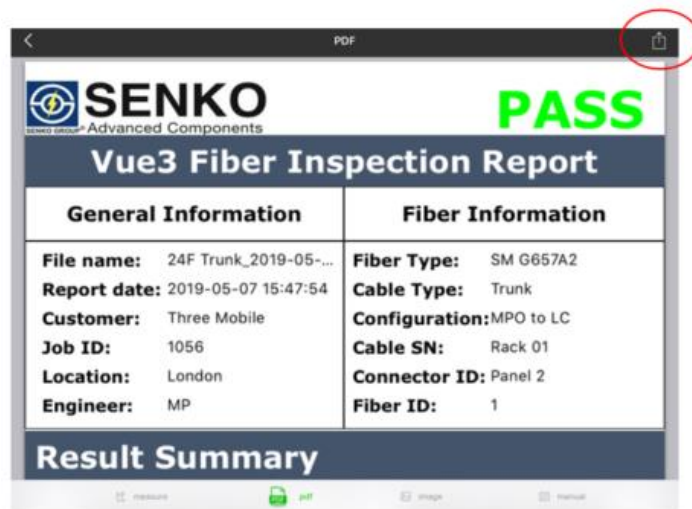 PDF
SENKO
SENKO GROUP Advanced Components
PASS
Vue3 Fiber Inspection Report
General Information
Fiber Information
File name: 24F Trunk_2019-05-...
Report date: 2019-05-07 15:47:54
Customer: Three Mobile
Job ID: 1056
Location: London
Engineer: MP
Fiber Type: SM G657A2
Cable Type: Trunk
Configuration: MPO to LC
Cable SN: Rack 01
Connector ID: Panel 2
Fiber ID: 1
Result Summary
measure
pdf
image
manual